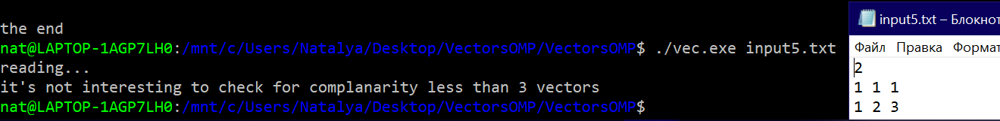 the end
nat@LAPTOP-1AGP7LH0:/mnt/c/Users/Natalya/Desktop/VectorsOMP/VectorsOMP$ ./vec.exe input5.txt
reading...
it's not interesting to check for complanarity less than 3 vectors
nat@LAPTOP-1AGP7LH0:/mnt/c/Users/Natalya/Desktop/VectorsOMP/VectorsOMP$
input5.txt – Блокнот
Файл Правка Формат
2
1 1 1
1 2 3